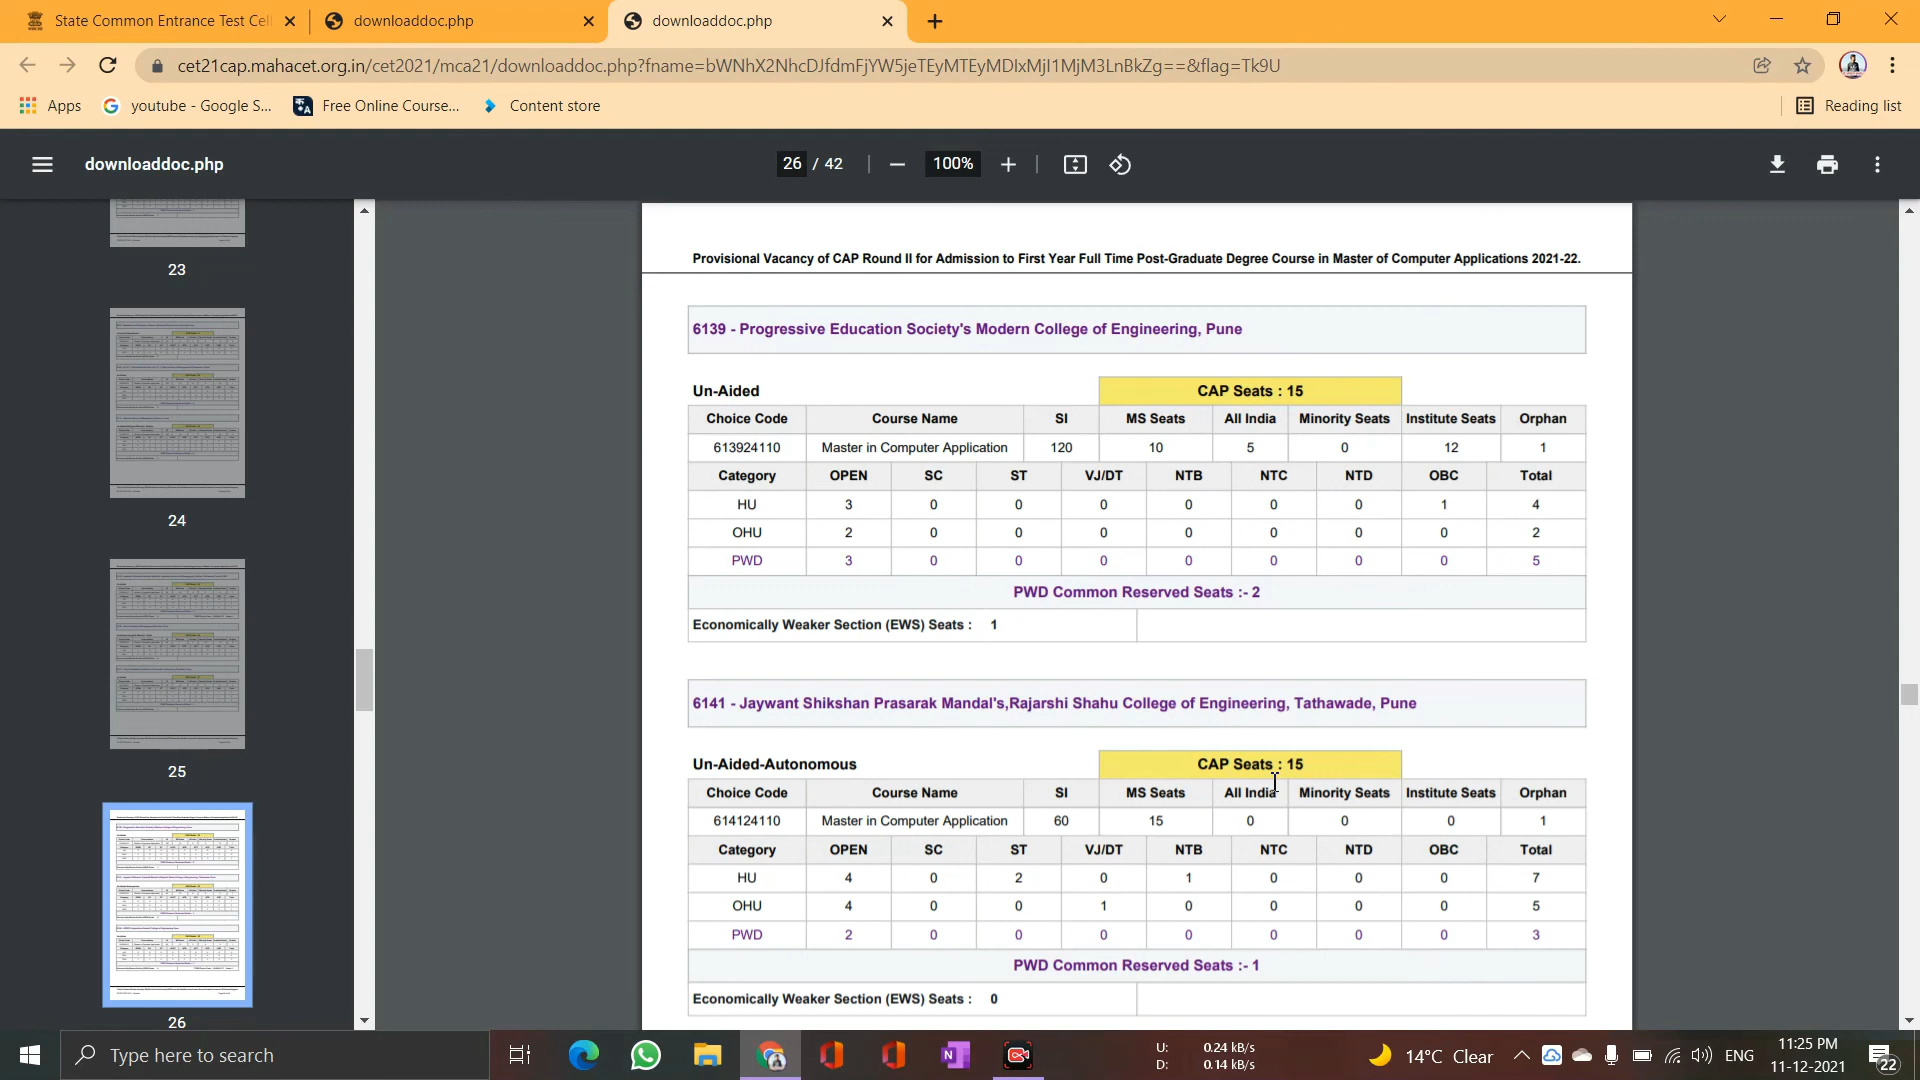 State Common Entrance Test Cell
downloaddoc.php
downloaddoc.php
cet21cap.mahacet.org.in/cet2021/mca21/downloaddoc.php?fname=bWNhX2NhcDJfdmFjYW5jeTEyMTEyMDIxMjI1MjM3LnBkZg==&flag=Tk9U
Apps
youtube - Google S...
Free Online Course...
Content store
Reading list
downloaddoc.php
26 / 42
100%
23
24
25
26
Provisional Vacancy of CAP Round II for Admission to First Year Full Time Post-Graduate Degree Course in Master of Computer Applications 2021-22.
6139 - Progressive Education Society's Modern College of Engineering, Pune
Un-Aided CAP Seats : 15
Choice Code Course Name SI MS Seats All India Minority Seats Institute Seats Orphan
613924110 Master in Computer Application 120 10 5 0 12 1
Category OPEN SC ST VJ/DT NTB NTC NTD OBC Total
HU 3 0 0 0 0 0 0 1 4
OHU 2 0 0 0 0 0 0 0 2
PWD 3 0 0 0 0 0 0 0 5
PWD Common Reserved Seats :- 2
Economically Weaker Section (EWS) Seats : 1
6141 - Jaywant Shikshan Prasarak Mandal's,Rajarshi Shahu College of Engineering, Tathawade, Pune
Un-Aided-Autonomous CAP Seats : 15
Choice Code Course Name SI MS Seats All India Minority Seats Institute Seats Orphan
614124110 Master in Computer Application 60 15 0 0 0 1
Category OPEN SC ST VJ/DT NTB NTC NTD OBC Total
HU 4 0 2 0 1 0 0 0 7
OHU 4 0 0 1 0 0 0 0 5
PWD 2 0 0 0 0 0 0 0 3
PWD Common Reserved Seats :- 1
Economically Weaker Section (EWS) Seats : 0
Type here to search
U: 0.24 kB/s
D: 0.14 kB/s
14°C Clear
ENG
11:25 PM
11-12-2021
22